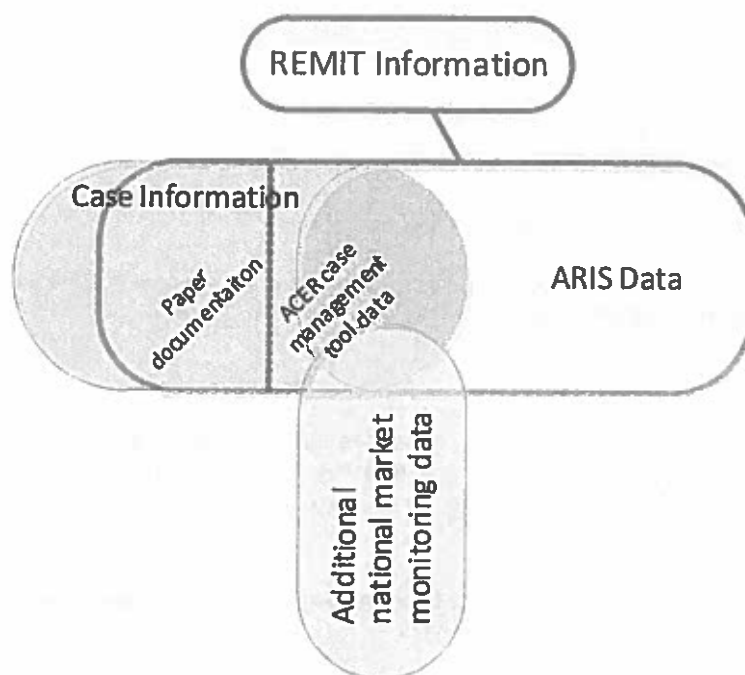 REMIT Information
Case Information
Paper
documentaiton
ACER case
management
tool data
ARIS Data
Additional
national market
monitoring data